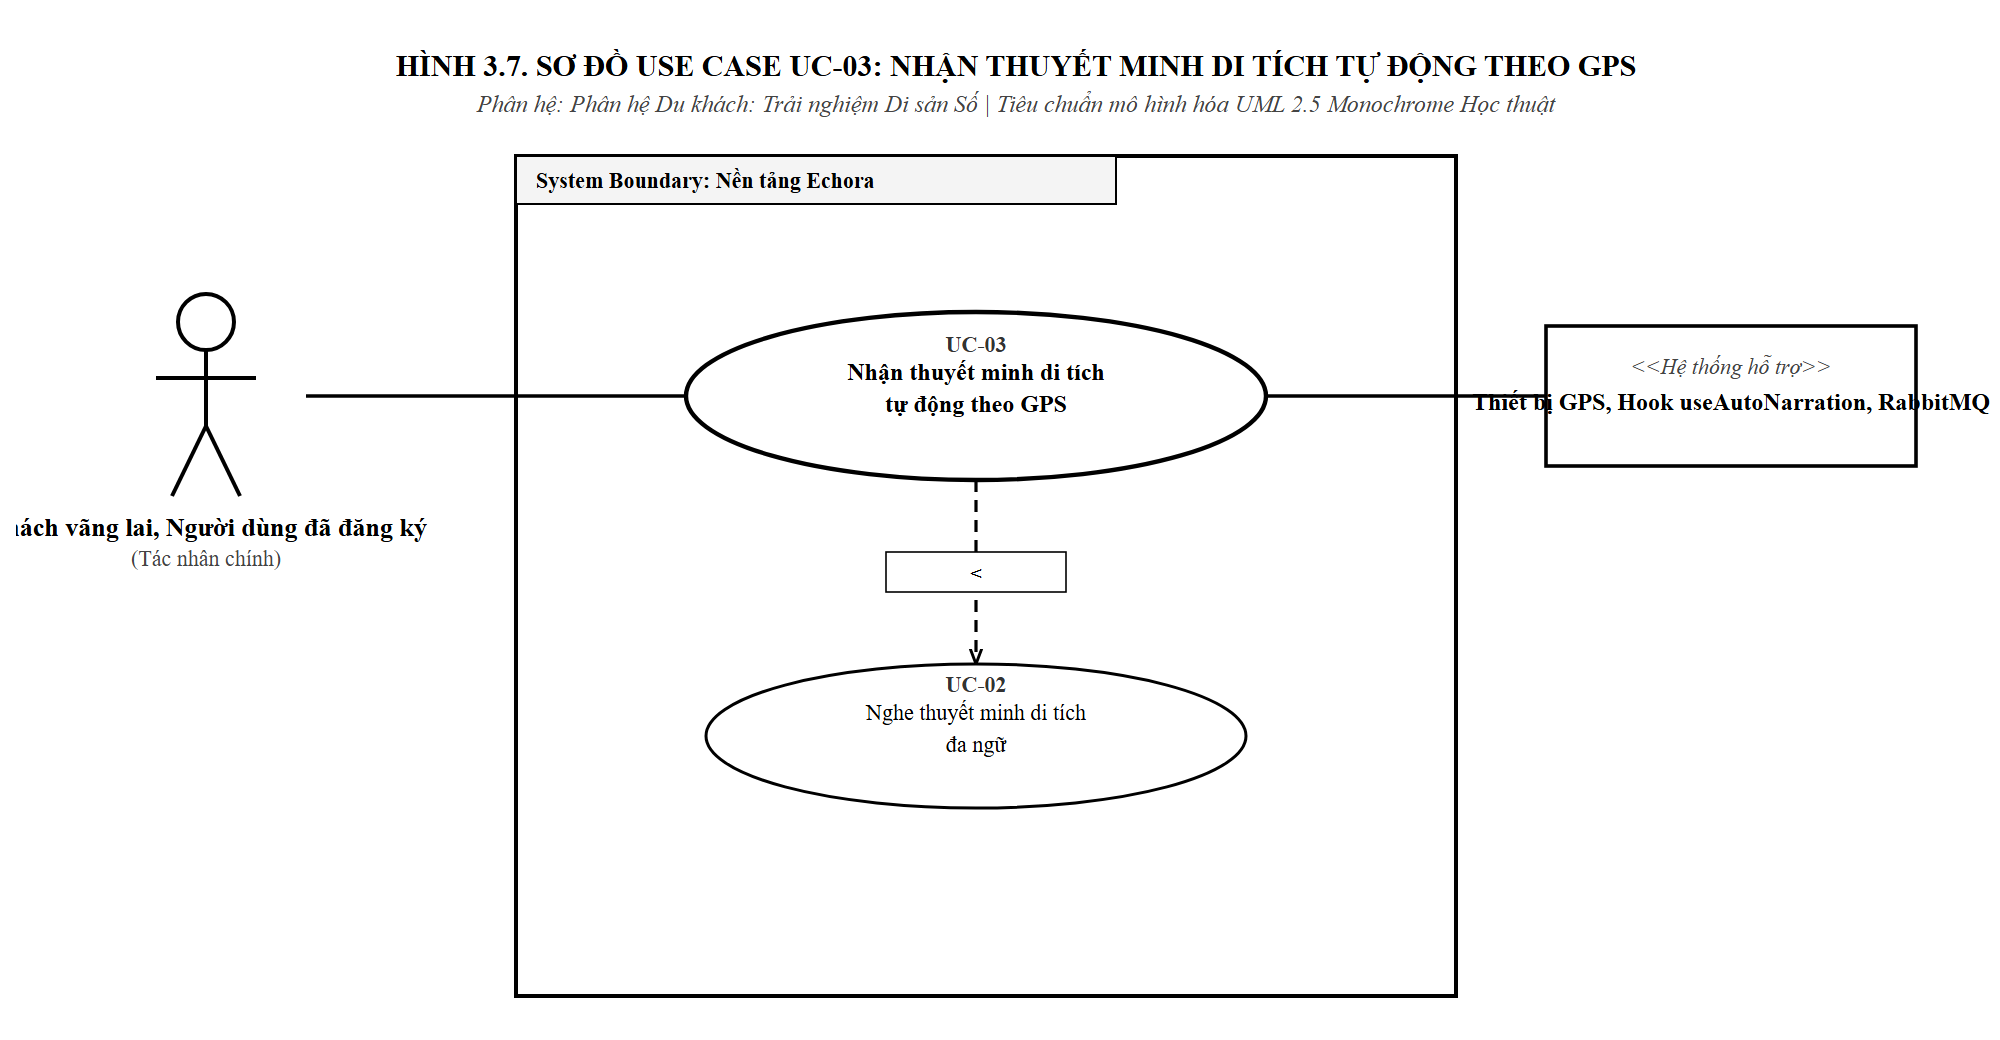 HÌNH 3.7. SƠ ĐỒ USE CASE UC-03: NHẬN THUYẾT MINH DI TÍCH TỰ ĐỘNG THEO GPS
Phân hệ: Phân hệ Du khách: Trải nghiệm Di sản Số | Tiêu chuẩn mô hình hóa UML 2.5 Monochrome Học thuật
System Boundary: Nền tảng Echora
UC-03
Nhận thuyết minh di tích
tự động theo GPS
<<Hệ thống hỗ trợ>>
Thiết bị GPS, Hook useAutoNarration, RabbitMQ
vãng lai, Người dùng đã đăng ký
(Tác nhân chính)
<
UC-02
Nghe thuyết minh di tích
đa ngữ